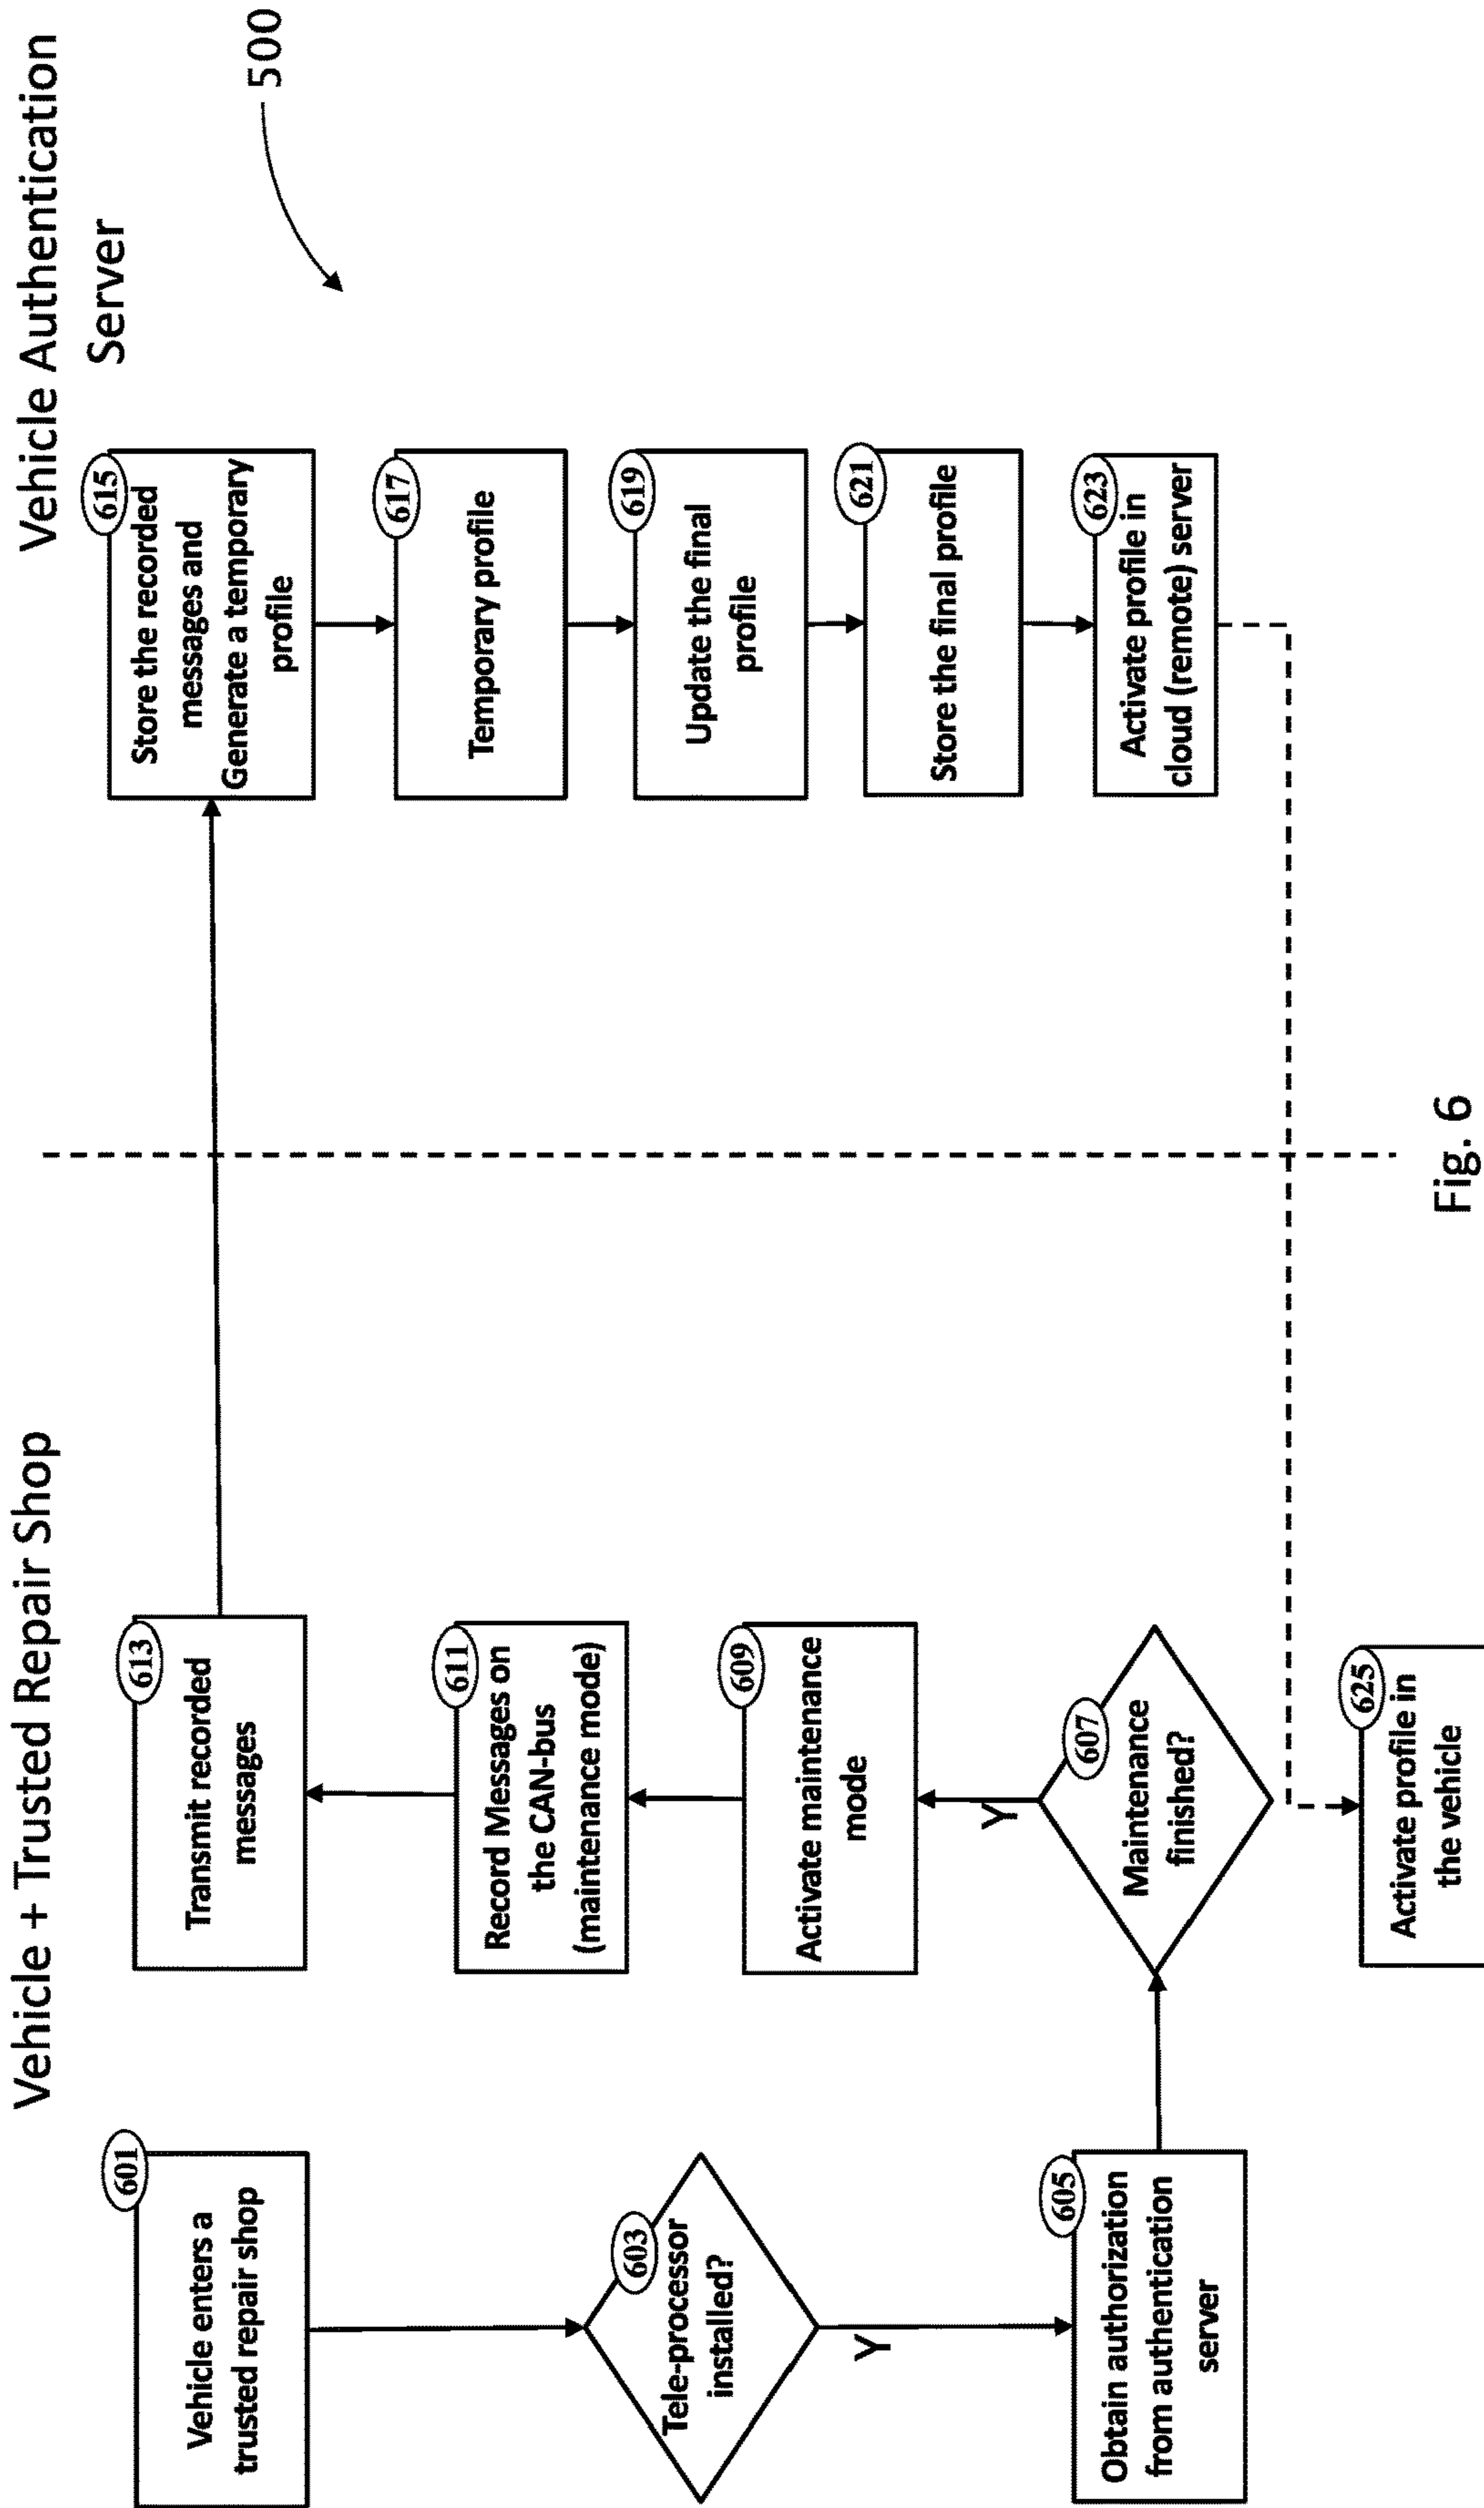 Vehicle + Trusted Repair Shop
Vehicle Authentication
Server
500
601
Vehicle enters a
trusted repair shop
603
Tele-processor
installed?
Y
605
Obtain authorization
from authentication
server
607
Maintenance
finished?
Y
609
Activate maintenance
mode
611
Record Messages on
the CAN-bus
(maintenance mode)
613
Transmit recorded
messages
615
Store the recorded
messages and
Generate a temporary
profile
617
Temporary profile
619
Update the final
profile
621
Store the final profile
623
Activate profile in
cloud (remote) server
625
Activate profile in
the vehicle
Fig. 6